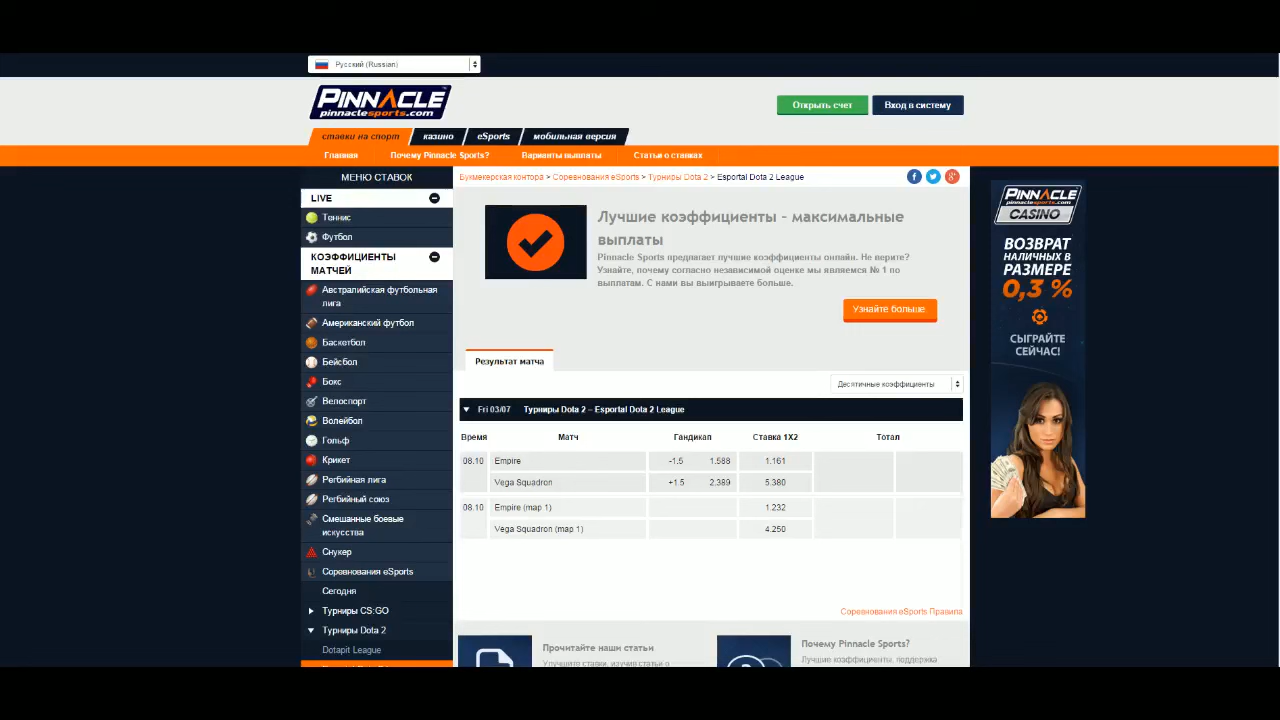 Русский (Russian)
PINNACLE
pinnaclesports.com
Открыть счет
Вход в систему
ставки на спорт
казино
eSports
мобильная версия
Главная
Почему Pinnacle Sports?
Варианты выплаты
Статьи о ставках
МЕНЮ СТАВОК
LIVE
Теннис
Футбол
КОЭФФИЦИЕНТЫ
МАТЧЕЙ
Австралийская футбольная
лига
Американский футбол
Баскетбол
Бейсбол
Бокс
Велоспорт
Волейбол
Гольф
Крикет
Регбийная лига
Регбийный союз
Смешанные боевые
искусства
Снукер
Соревнования eSports
Сегодня
Турниры CS:GO
Турниры Dota 2
Dotapit League
Букмекерская контора > Соревнования eSports > Турниры Dota 2 > Esportal Dota 2 League
Лучшие коэффициенты - максимальные
выплаты
Pinnacle Sports предлагает лучшие коэффициенты онлайн. Не верите?
Узнайте, почему согласно независимой оценке мы являемся № 1 по
выплатам. С нами вы выигрываете больше.
Узнайте больше
Результат матча
Десятичные коэффициенты
Fri 03/07 Турниры Dota 2 – Esportal Dota 2 League
Время Матч Гандикап Ставка 1X2 Тотал
08.10 Empire -1.5 1.588 1.161
Vega Squadron +1.5 2.389 5.380
08.10 Empire (map 1) 1.232
Vega Squadron (map 1) 4.250
Соревнования eSports Правила
Прочитайте наши статьи
Улучшите ставки, изучив статьи о
Почему Pinnacle Sports?
Лучшие коэффициенты, поддержка
PINNACLE
pinnaclesports.com
CASINO
ВОЗВРАТ
НАЛИЧНЫХ В
РАЗМЕРЕ
0,3 %
СЫГРАЙТЕ
СЕЙЧАС!